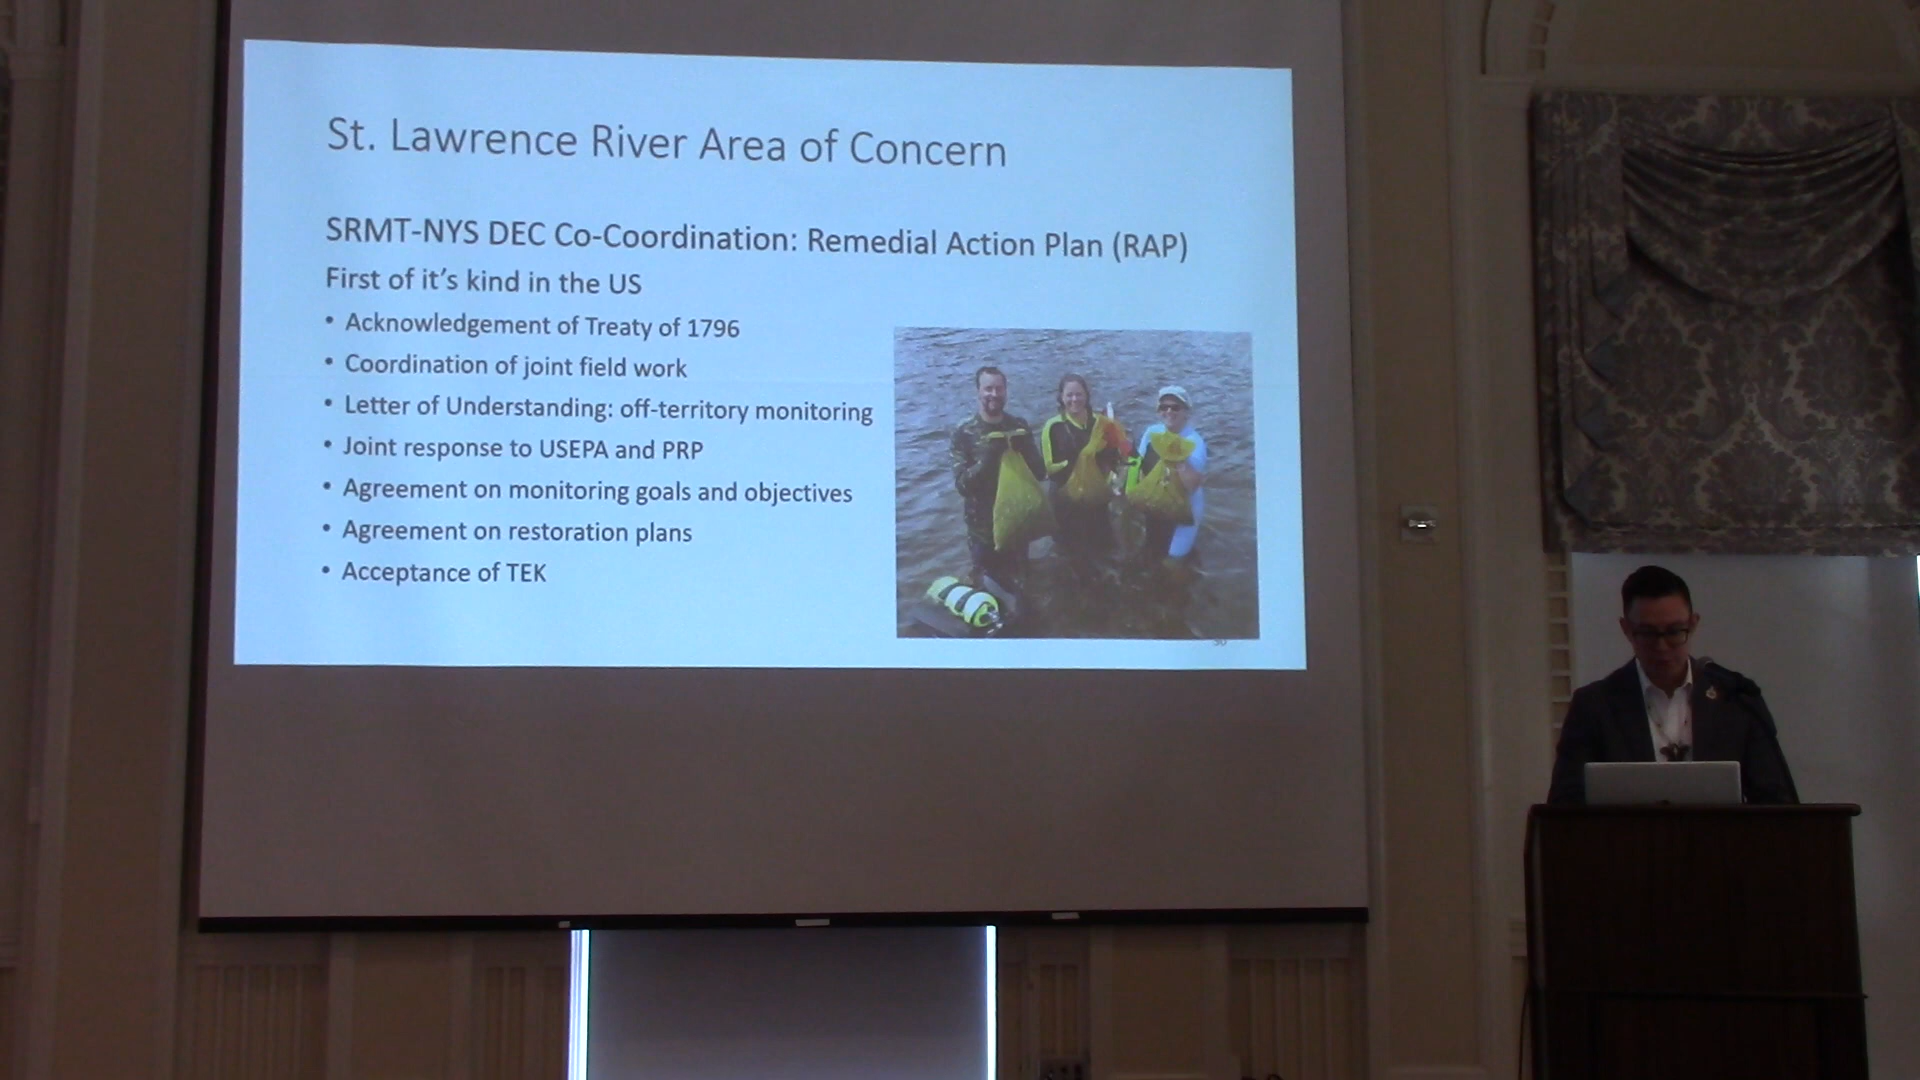 St. Lawrence River Area of Concern
SRMT-NYS DEC Co-Coordination: Remedial Action Plan (RAP)
First of it's kind in the US
• Acknowledgement of Treaty of 1796
• Coordination of joint field work
• Letter of Understanding: off-territory monitoring
• Joint response to USEPA and PRP
• Agreement on monitoring goals and objectives
• Agreement on restoration plans
• Acceptance of TEK